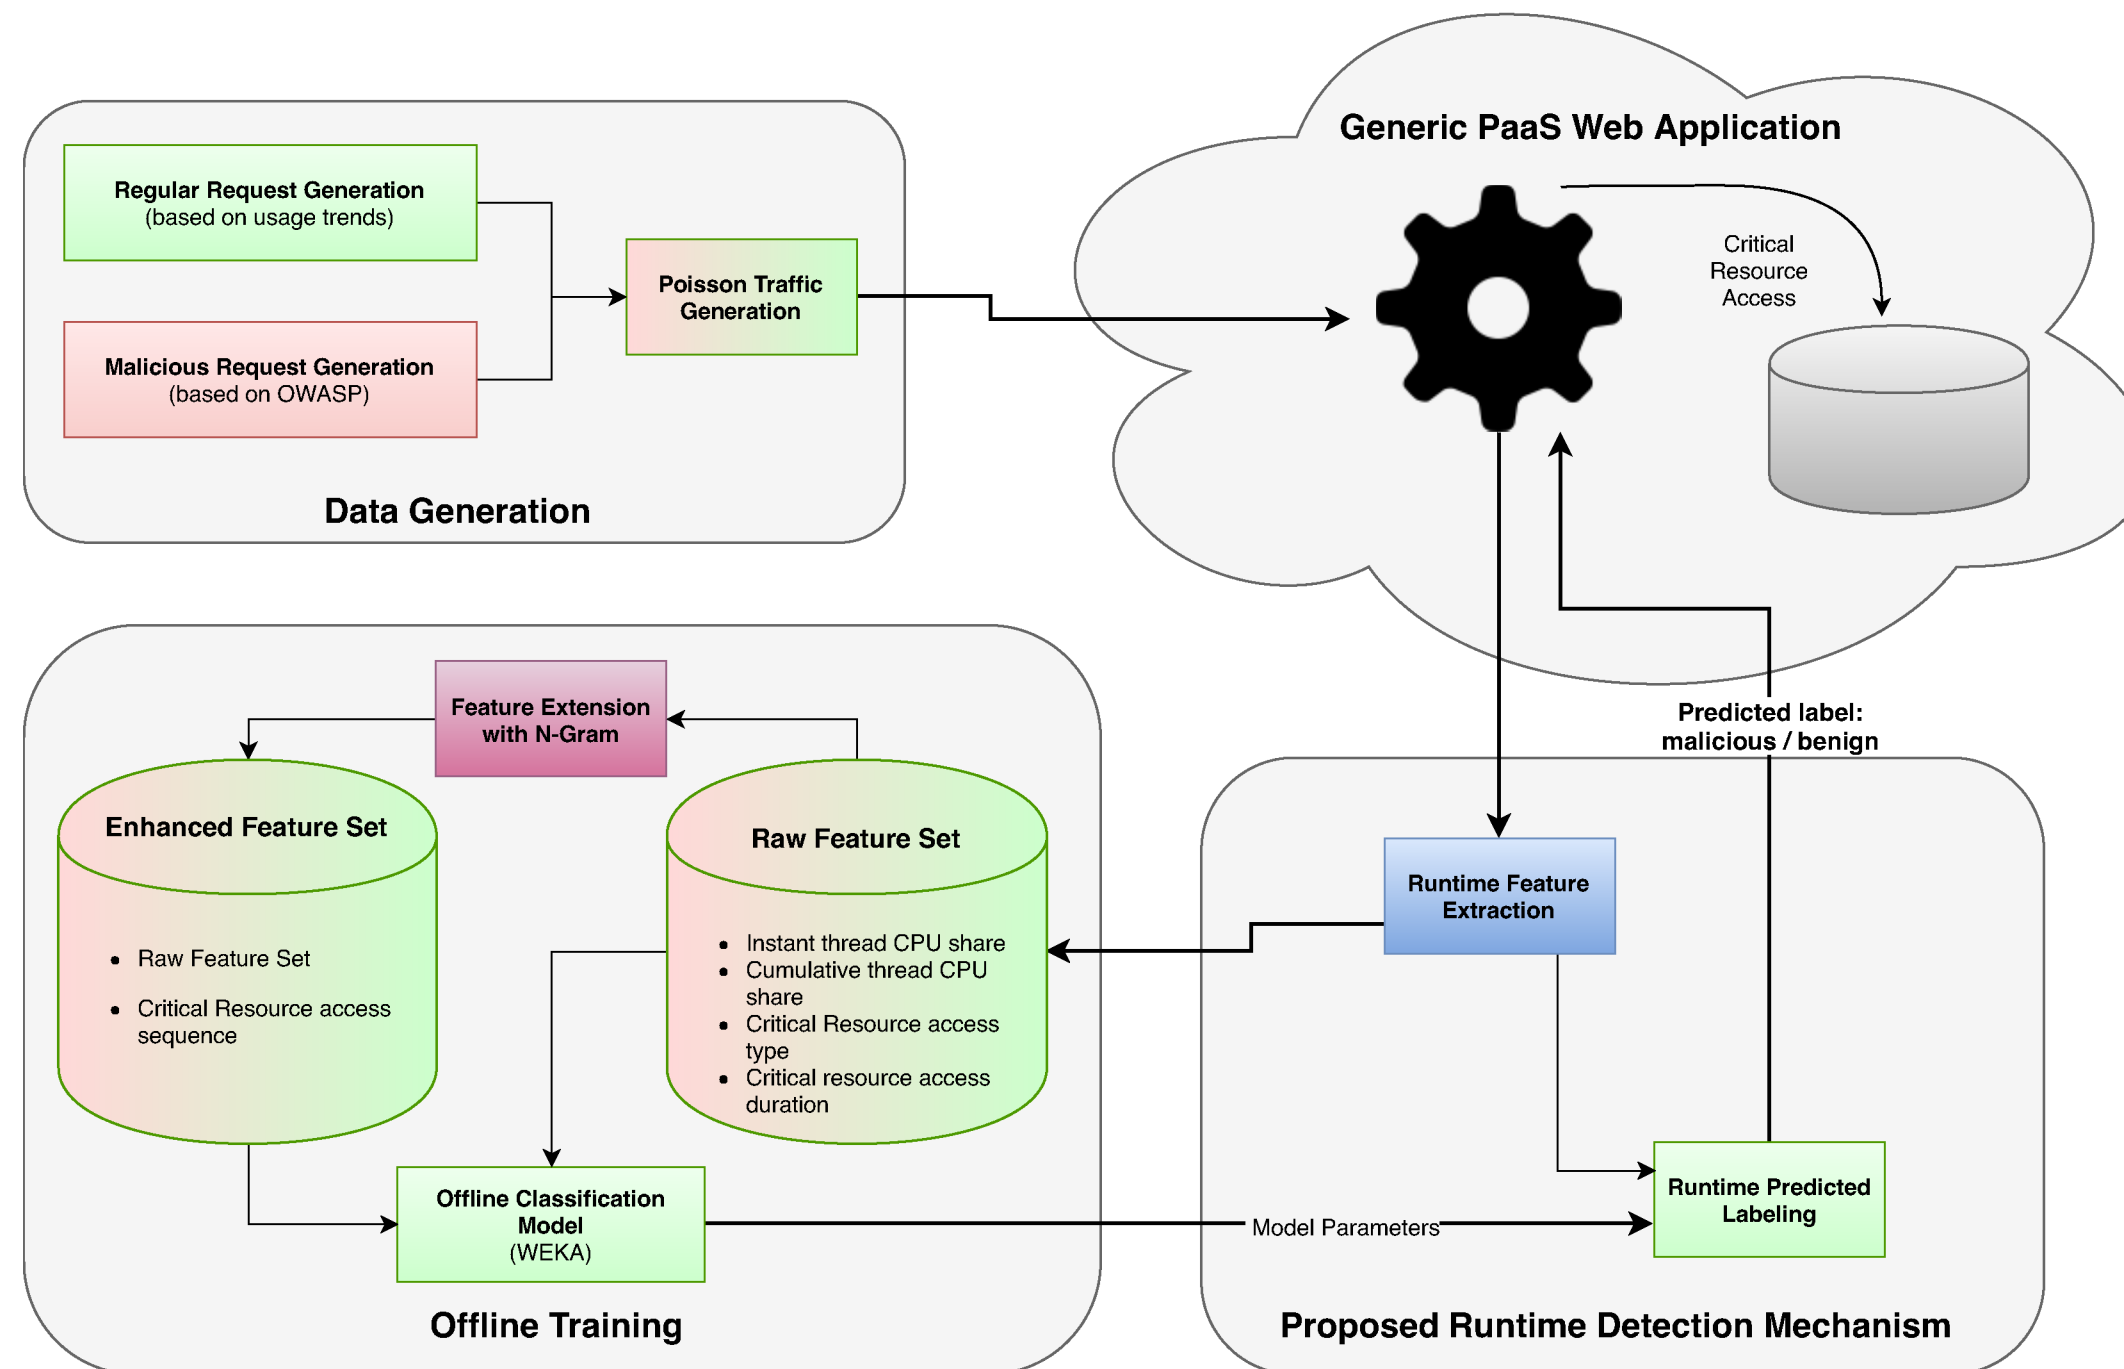 Regular Request Generation
(based on usage trends)
Malicious Request Generation
(based on OWASP)
Poisson Traffic
Generation
Data Generation
Generic PaaS Web Application
Critical
Resource
Access
Predicted label:
malicious / benign
Feature Extension
with N-Gram
Enhanced Feature Set
• Raw Feature Set
• Critical Resource access
sequence
Raw Feature Set
• Instant thread CPU share
• Cumulative thread CPU
share
• Critical Resource access
type
• Critical resource access
duration
Offline Classification
Model
(WEKA)
Offline Training
Runtime Feature
Extraction
Model Parameters
Runtime Predicted
Labeling
Proposed Runtime Detection Mechanism